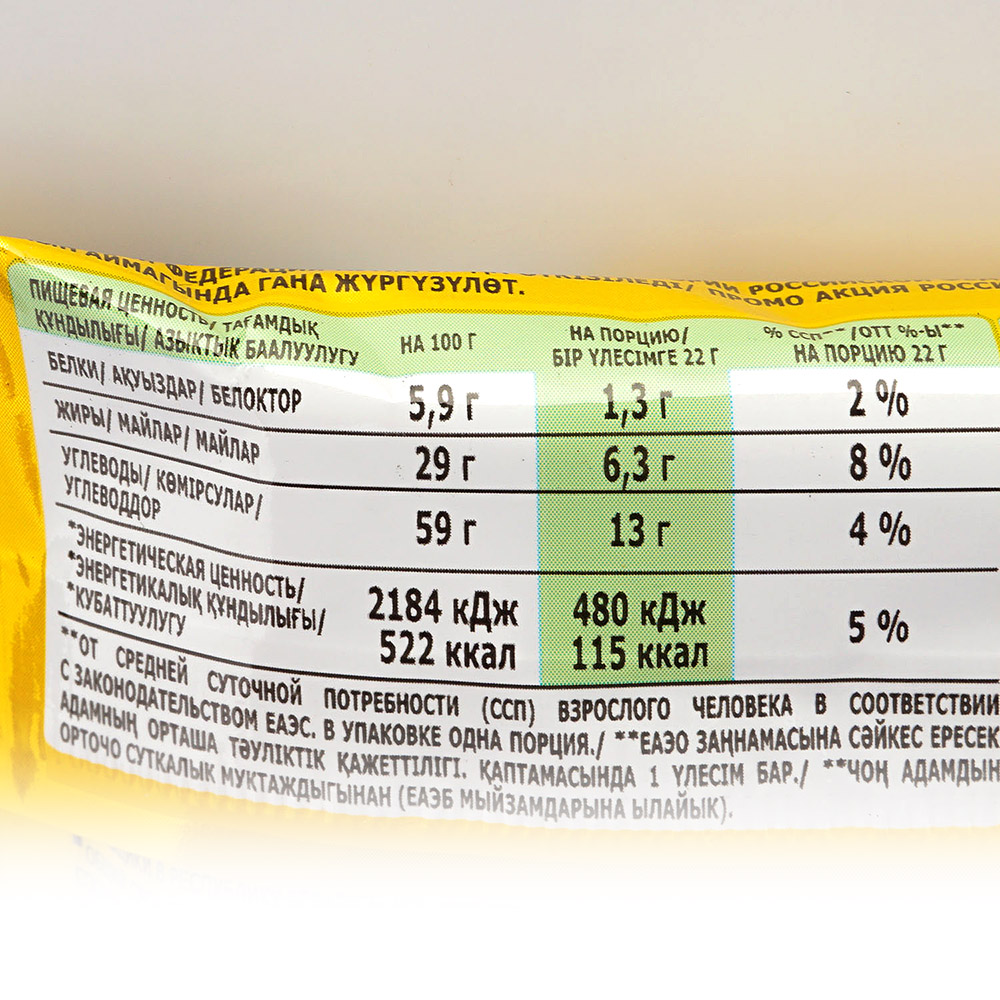 ГАНА ЖҮРГҮЗҮЛӨТ.
ПРОМО АКЦИЯ
ПИЩЕВАЯ ЦЕННОСТЬ/ ТАҒАМДЫҚ
ҚҰНДЫЛЫҒЫ/ АЗЫКТЫК БААЛУУЛУГУ
НА 100 Г
НА ПОРЦИЮ/
БІР ҮЛЕСІМГЕ 22 Г
% ССП** /ОТТ %-Ы**
НА ПОРЦИЮ 22 Г
БЕЛКИ/ АҚУЫЗДАР/ БЕЛОКТОР
5,9 г
1,3 г
2 %
ЖИРЫ/ МАЙЛАР/ МАЙЛАР
29 г
6,3 г
8 %
УГЛЕВОДЫ/ КӨМІРСУЛАР/
УГЛЕВОДДОР
59 г
13 г
4 %
*ЭНЕРГЕТИЧЕСКАЯ ЦЕННОСТЬ/
*ЭНЕРГЕТИКАЛЫҚ ҚҰНДЫЛЫҒЫ/
*КУБАТТУУЛУГУ
2184 кДж
522 ккал
480 кДж
115 ккал
5 %
**ОТ СРЕДНЕЙ СУТОЧНОЙ ПОТРЕБНОСТИ (ССП) ВЗРОСЛОГО ЧЕЛОВЕКА В СООТВЕТСТВИИ
С ЗАКОНОДАТЕЛЬСТВОМ ЕАЭС. В УПАКОВКЕ ОДНА ПОРЦИЯ./ **ЕАЭО ЗАҢНАМАСЫНА СӘЙКЕС ЕРЕСЕК
АДАМНЫҢ ОРТАША ТӘУЛІКТІК ҚАЖЕТТІЛІГІ. ҚАПТАМАСЫНДА 1 ҮЛЕСІМ БАР./ **ЧОҢ АДАМДЫН
ОРТОЧО СУТКАЛЫК МУКТАЖДЫГЫНАН (ЕАЭБ МЫЙЗАМДАРЫНА ЫЛАЙЫК).